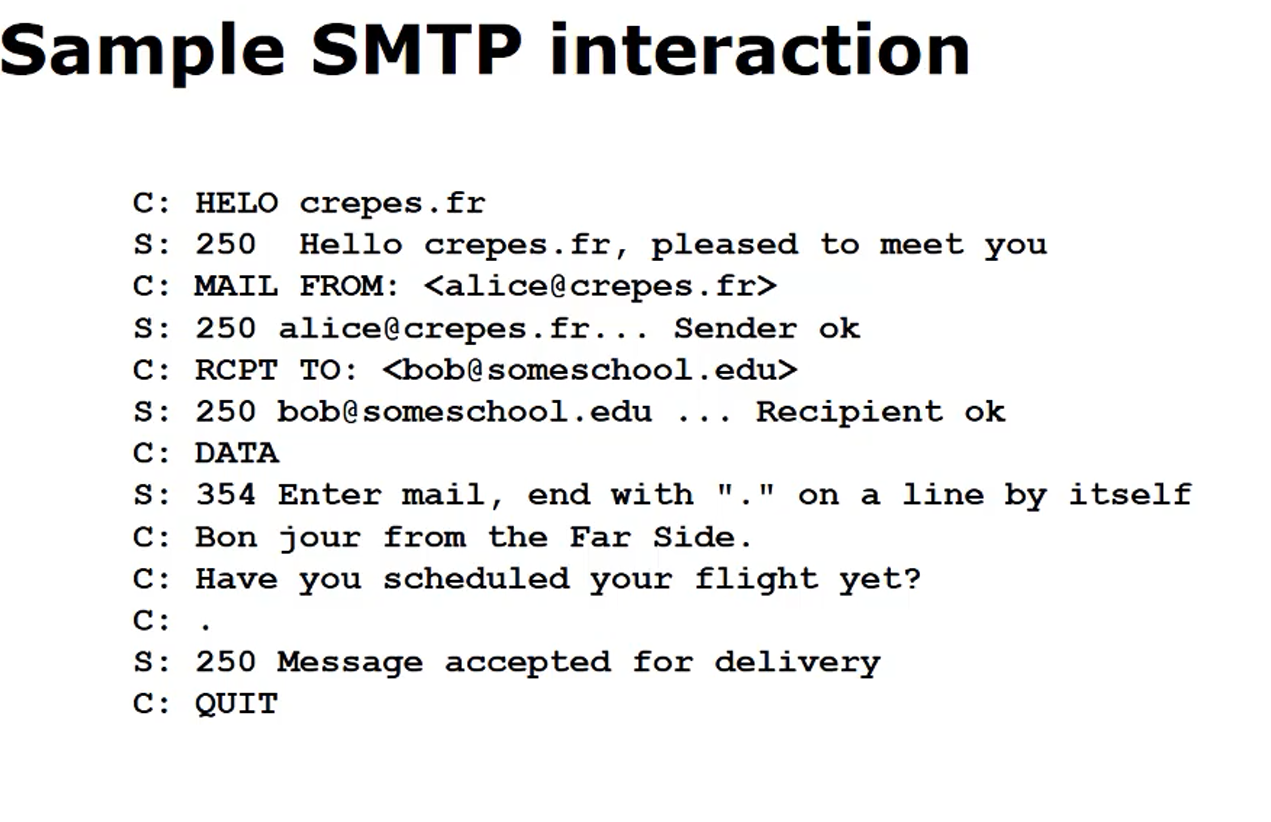 Sample SMTP interaction
C: HELO crepes.fr
S: 250  Hello crepes.fr, pleased to meet you
C: MAIL FROM: <alice@crepes.fr>
S: 250 alice@crepes.fr... Sender ok
C: RCPT TO: <bob@someschool.edu>
S: 250 bob@someschool.edu ... Recipient ok
C: DATA
S: 354 Enter mail, end with "." on a line by itself
C: Bon jour from the Far Side.
C: Have you scheduled your flight yet?
C: .
S: 250 Message accepted for delivery
C: QUIT